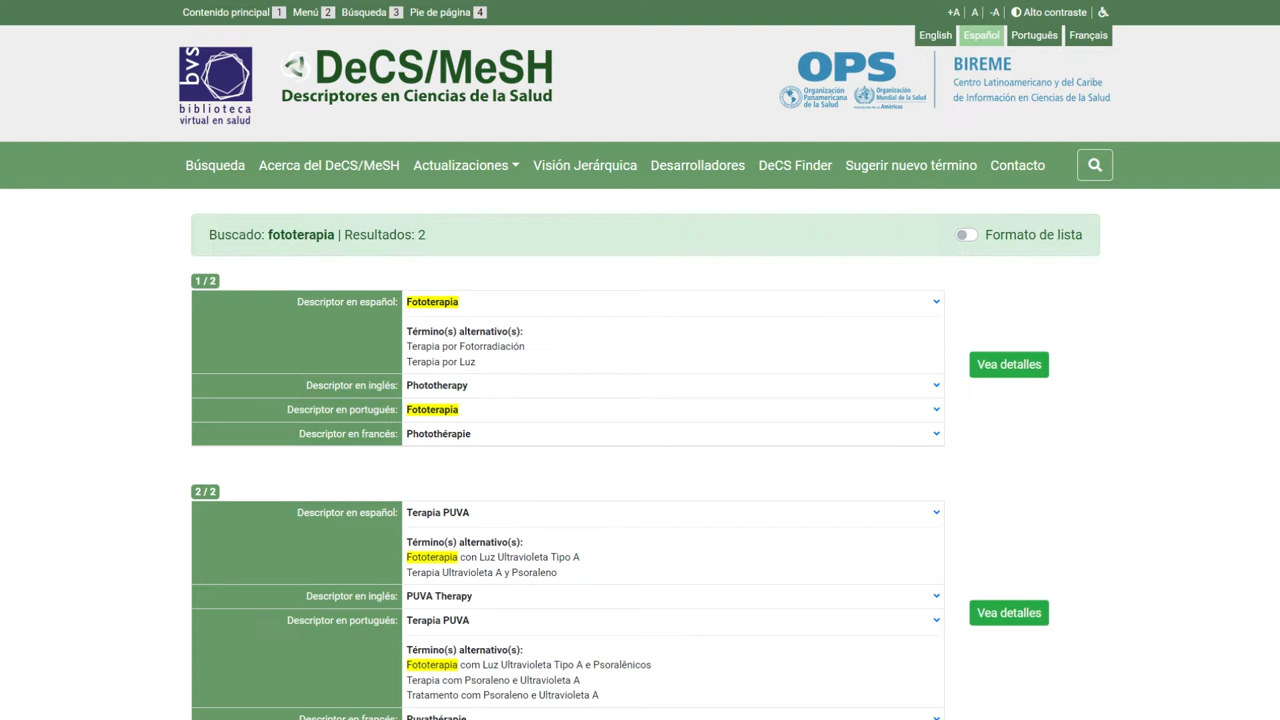 Contenido principal 1 Menú 2 Búsqueda 3 Pie de página 4
+A | A | -A | Alto contraste |
English Español Português Français
bvs
biblioteca
virtual en salud
DeCS/MeSH
Descriptores en Ciencias de la Salud
OPS
Organización
Panamericana
de la Salud
Organización
Mundial de la Salud
BIREME
Centro Latinoamericano y del Caribe
de Información en Ciencias de la Salud
Búsqueda Acerca del DeCS/MeSH Actualizaciones Visión Jerárquica Desarrolladores DeCS Finder Sugerir nuevo término Contacto
Buscado: fototerapia | Resultados: 2
Formato de lista
1 / 2
Descriptor en español: Fototerapia
Término(s) alternativo(s):
Terapia por Fotorradiación
Terapia por Luz
Vea detalles
Descriptor en inglés: Phototherapy
Descriptor en portugués: Fototerapia
Descriptor en francés: Photothérapie
2 / 2
Descriptor en español: Terapia PUVA
Término(s) alternativo(s):
Fototerapia con Luz Ultravioleta Tipo A
Terapia Ultravioleta A y Psoraleno
Descriptor en inglés: PUVA Therapy
Vea detalles
Descriptor en portugués: Terapia PUVA
Término(s) alternativo(s):
Fototerapia com Luz Ultravioleta Tipo A e Psoralênicos
Terapia com Psoraleno e Ultravioleta A
Tratamento com Psoraleno e Ultravioleta A
Descriptor en francés: Puvathérapie